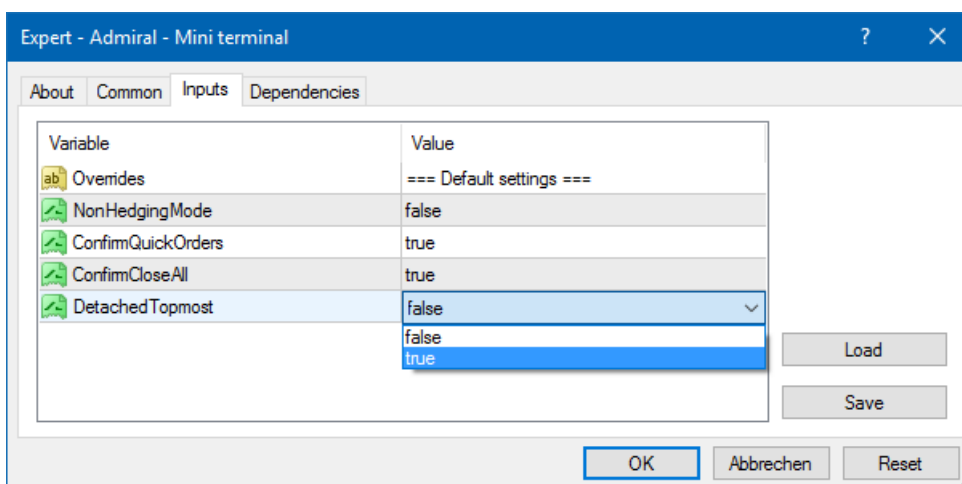 Expert - Admiral - Mini terminal ?
About Common Inputs Dependencies
Variable Value
ab Overrides === Default settings ===
NonHedgingMode false
ConfirmQuickOrders true
ConfirmCloseAll true
DetachedTopmost false
false
true
Load
Save
OK Abbrechen Reset